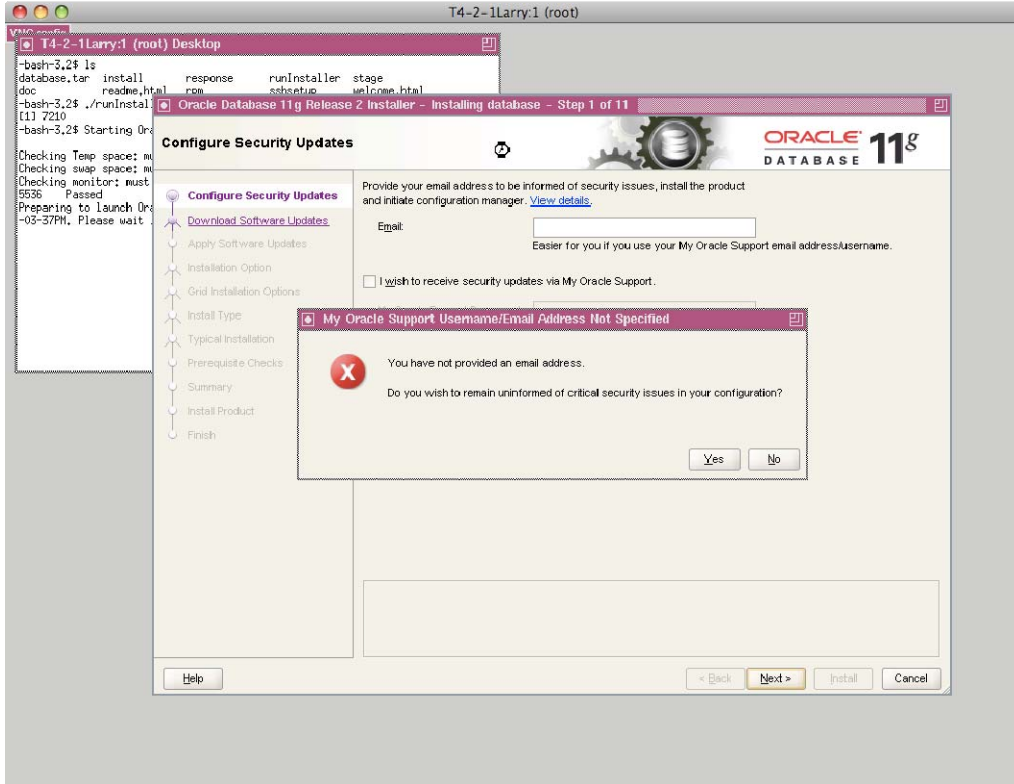 T4-2-1Larry:1 (root)
VNC config
T4-2-1Larry:1 (root) Desktop
-bash-3.2$ ls
database.tar install response runInstaller stage
doc readme.html rpm sshsetup welcome.html
-bash-3.2$ ./runInstall
[1] 7210
-bash-3.2$ Starting Ora
Checking Temp space: mu
Checking swap space: mu
Checking monitor: must
5536 Passed
Preparing to launch Ora
-03-37PM. Please wait .
Oracle Database 11g Release 2 Installer - Installing database - Step 1 of 11
Configure Security Updates
ORACLE
DATABASE 11g
Configure Security Updates
Download Software Updates
Apply Software Updates
Installation Option
Grid Installation Options
Install Type
Typical Installation
Prerequisite Checks
Summary
Install Product
Finish
Provide your email address to be informed of security issues, install the product
and initiate configuration manager. View details.
Email:
Easier for you if you use your My Oracle Support email address/username.
I wish to receive security updates via My Oracle Support.
My Oracle Support Username/Email Address Not Specified
You have not provided an email address.
Do you wish to remain uninformed of critical security issues in your configuration?
Yes No
Help < Back Next > Install Cancel